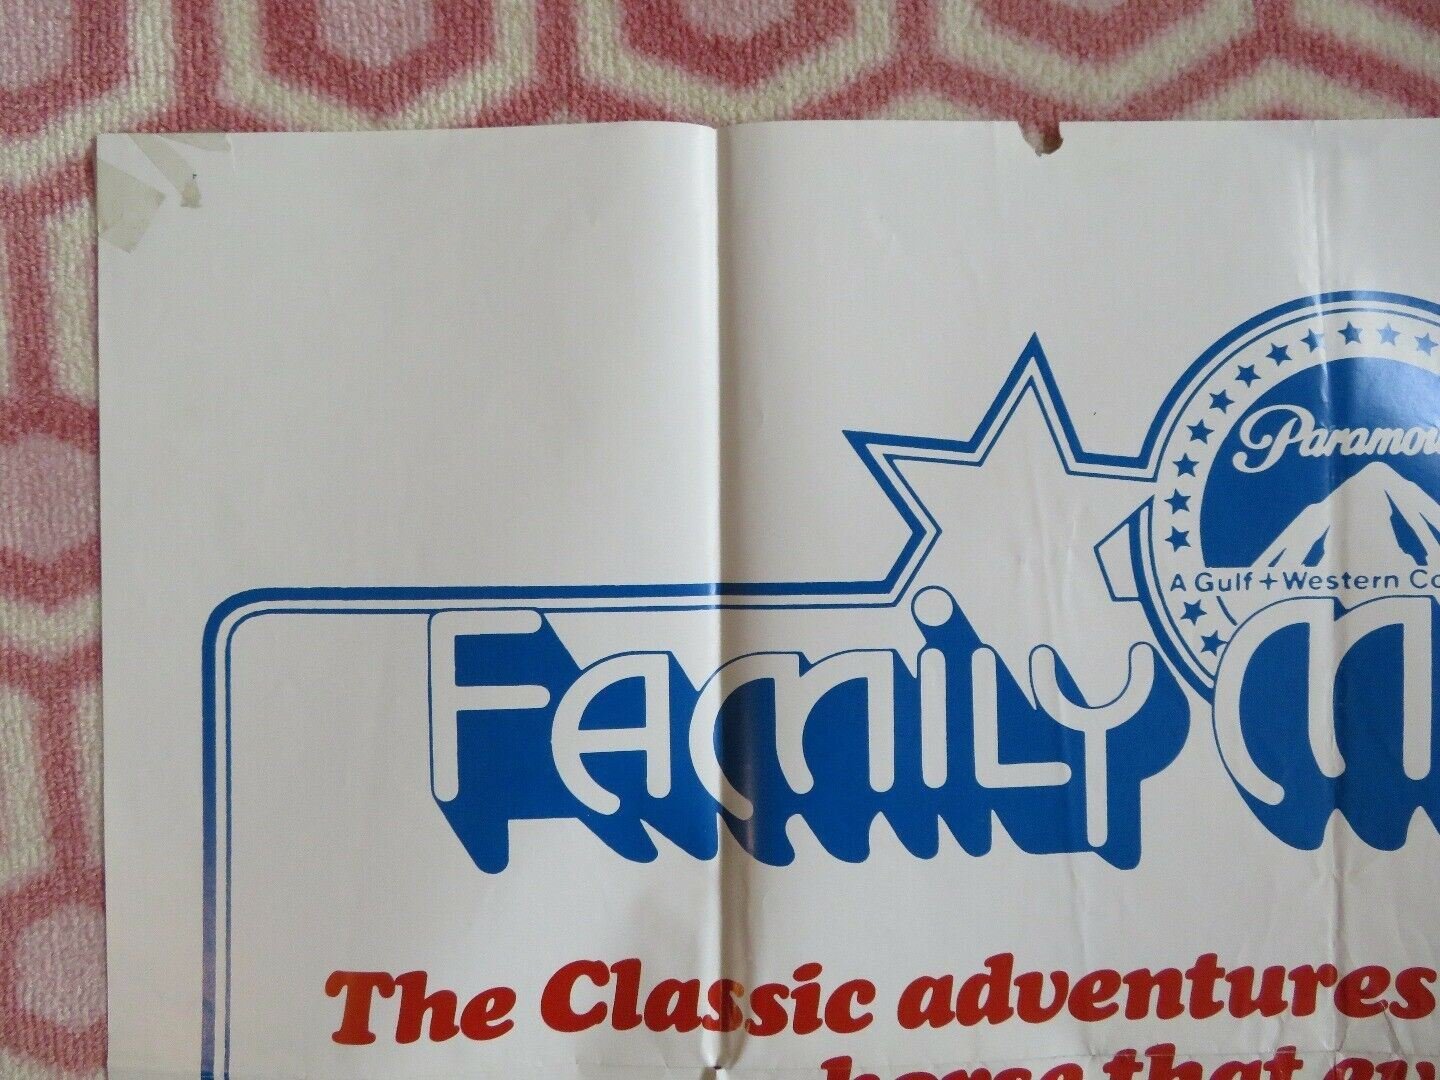 Paramou
A Gulf + Western Co
FAMiLY M
The Classic adventures
horse that ev